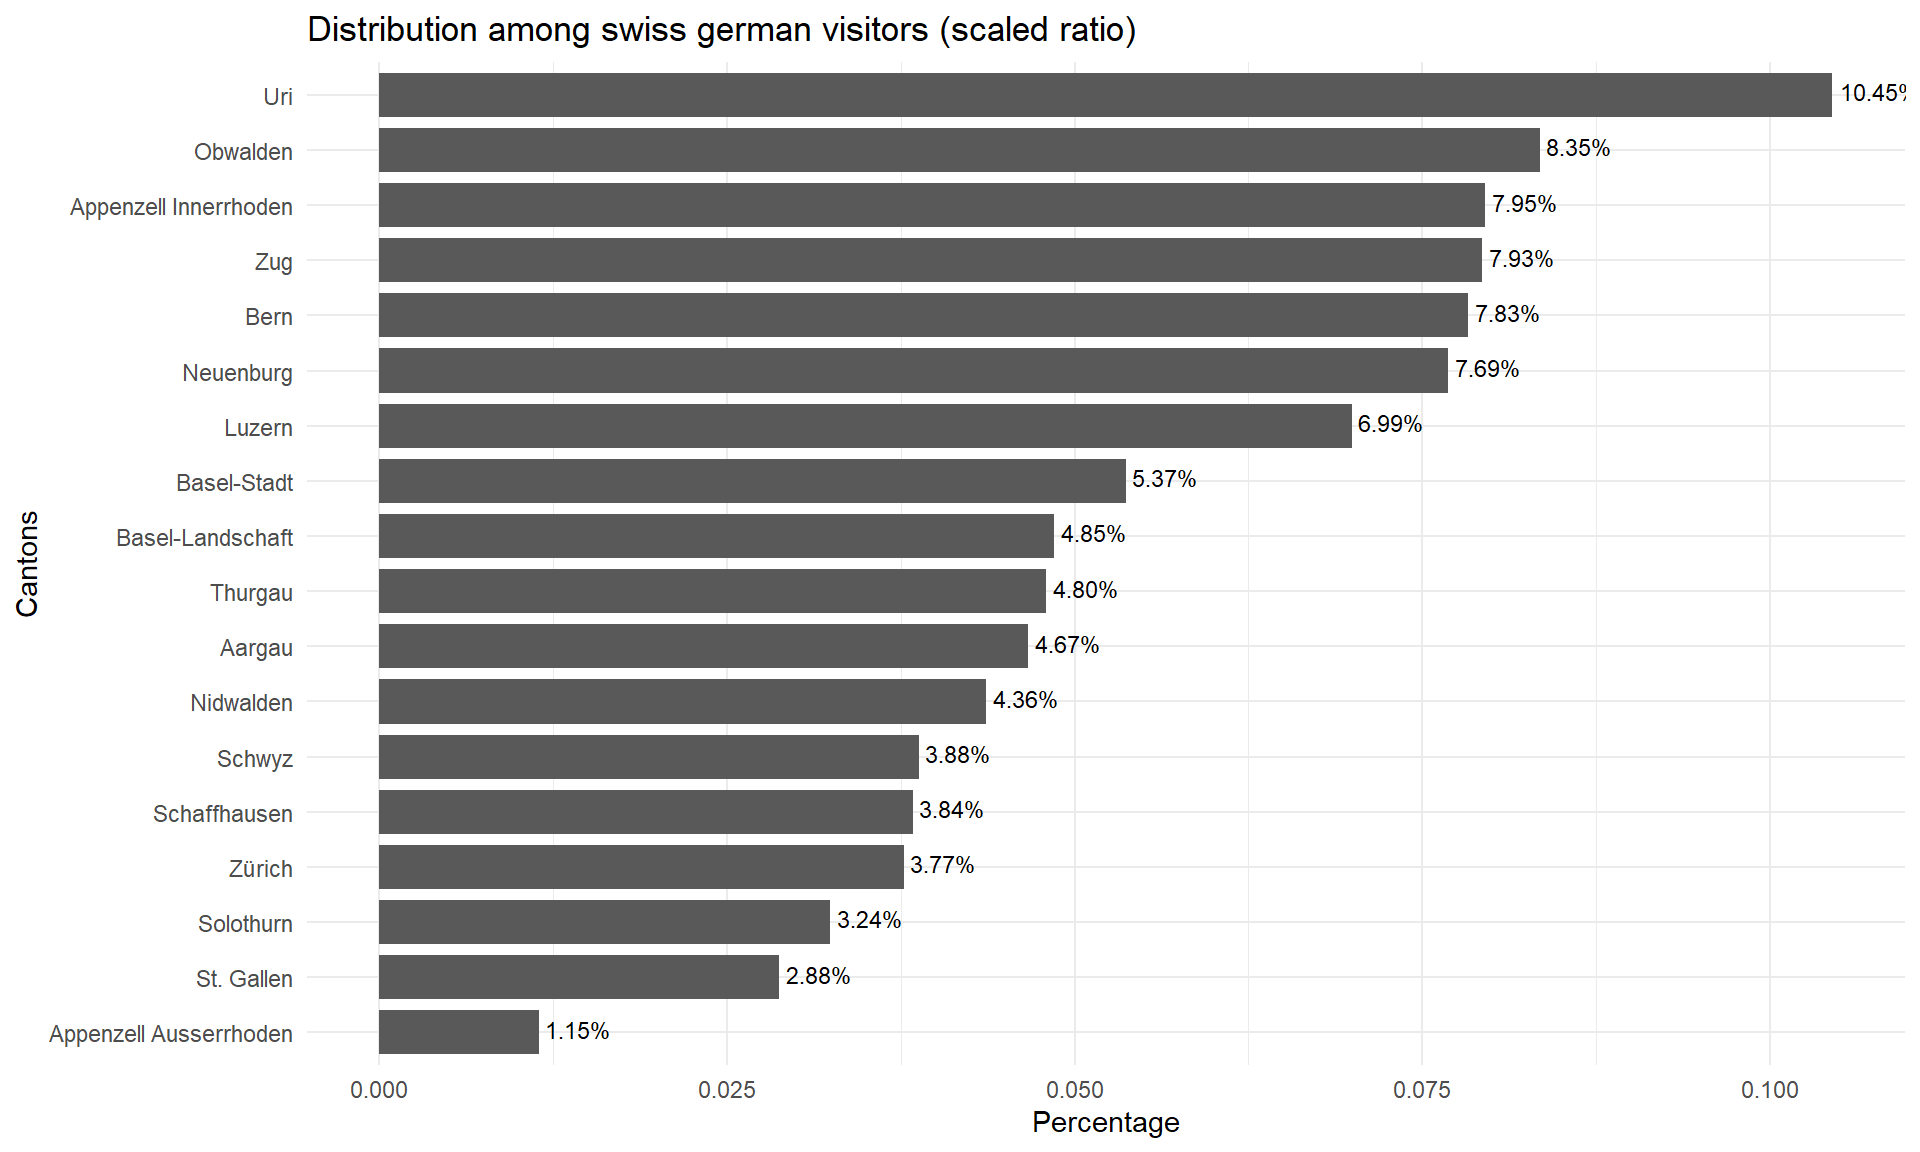 Distribution among swiss german visitors (scaled ratio)
Cantons
Uri 10.45%
Obwalden 8.35%
Appenzell Innerrhoden 7.95%
Zug 7.93%
Bern 7.83%
Neuenburg 7.69%
Luzern 6.99%
Basel-Stadt 5.37%
Basel-Landschaft 4.85%
Thurgau 4.80%
Aargau 4.67%
Nidwalden 4.36%
Schwyz 3.88%
Schaffhausen 3.84%
Zürich 3.77%
Solothurn 3.24%
St. Gallen 2.88%
Appenzell Ausserrhoden 1.15%
0.000 0.025 0.050 0.075 0.100
Percentage